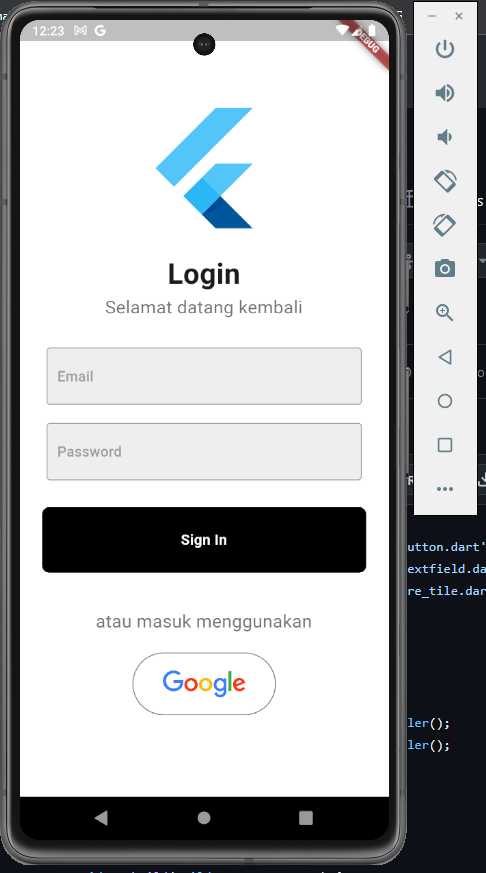 12:23
DEBUG
Login
Selamat datang kembali
Email
Password
Sign In
atau masuk menggunakan
Google
utton.dart'
extfield.da
re_tile.dar
ler();
ler();